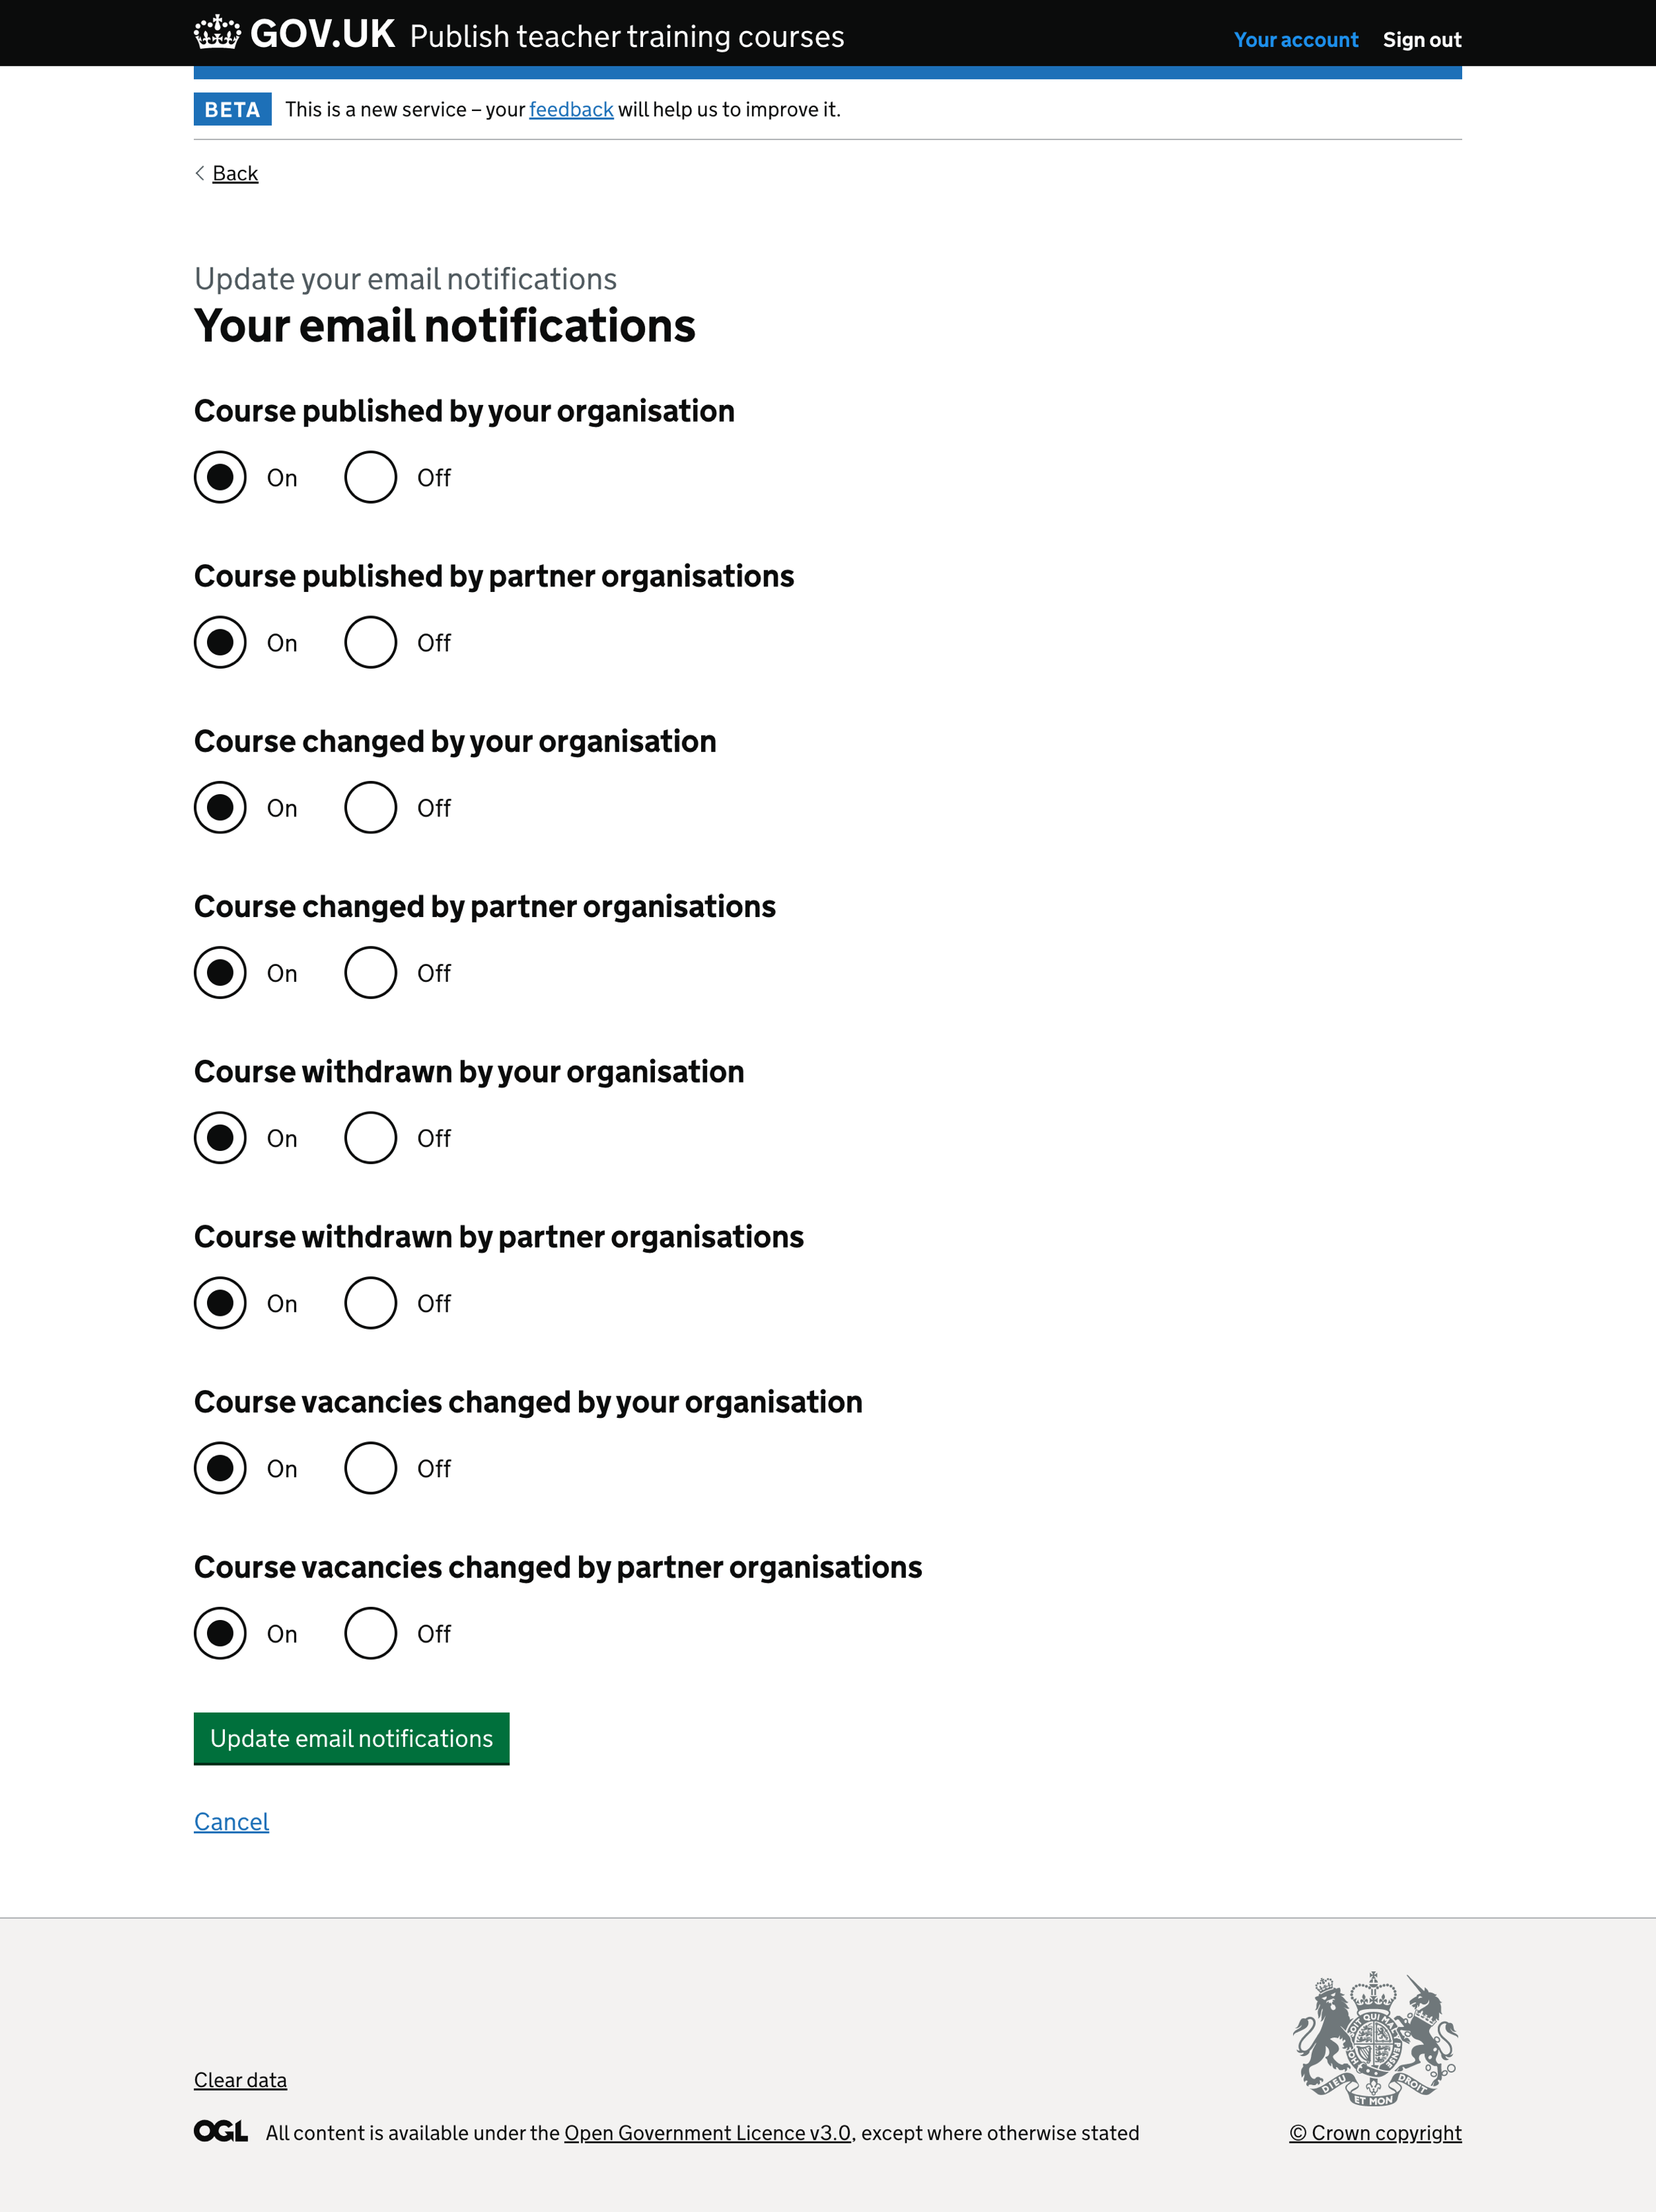 GOV.UK Publish teacher training courses Your account Sign out
BETA This is a new service – your feedback will help us to improve it.
Back
Update your email notifications
Your email notifications
Course published by your organisation
On Off
Course published by partner organisations
On Off
Course changed by your organisation
On Off
Course changed by partner organisations
On Off
Course withdrawn by your organisation
On Off
Course withdrawn by partner organisations
On Off
Course vacancies changed by your organisation
On Off
Course vacancies changed by partner organisations
On Off
Update email notifications
Cancel
DIEU ET MON DROIT
Clear data
OGL All content is available under the Open Government Licence v3.0, except where otherwise stated © Crown copyright